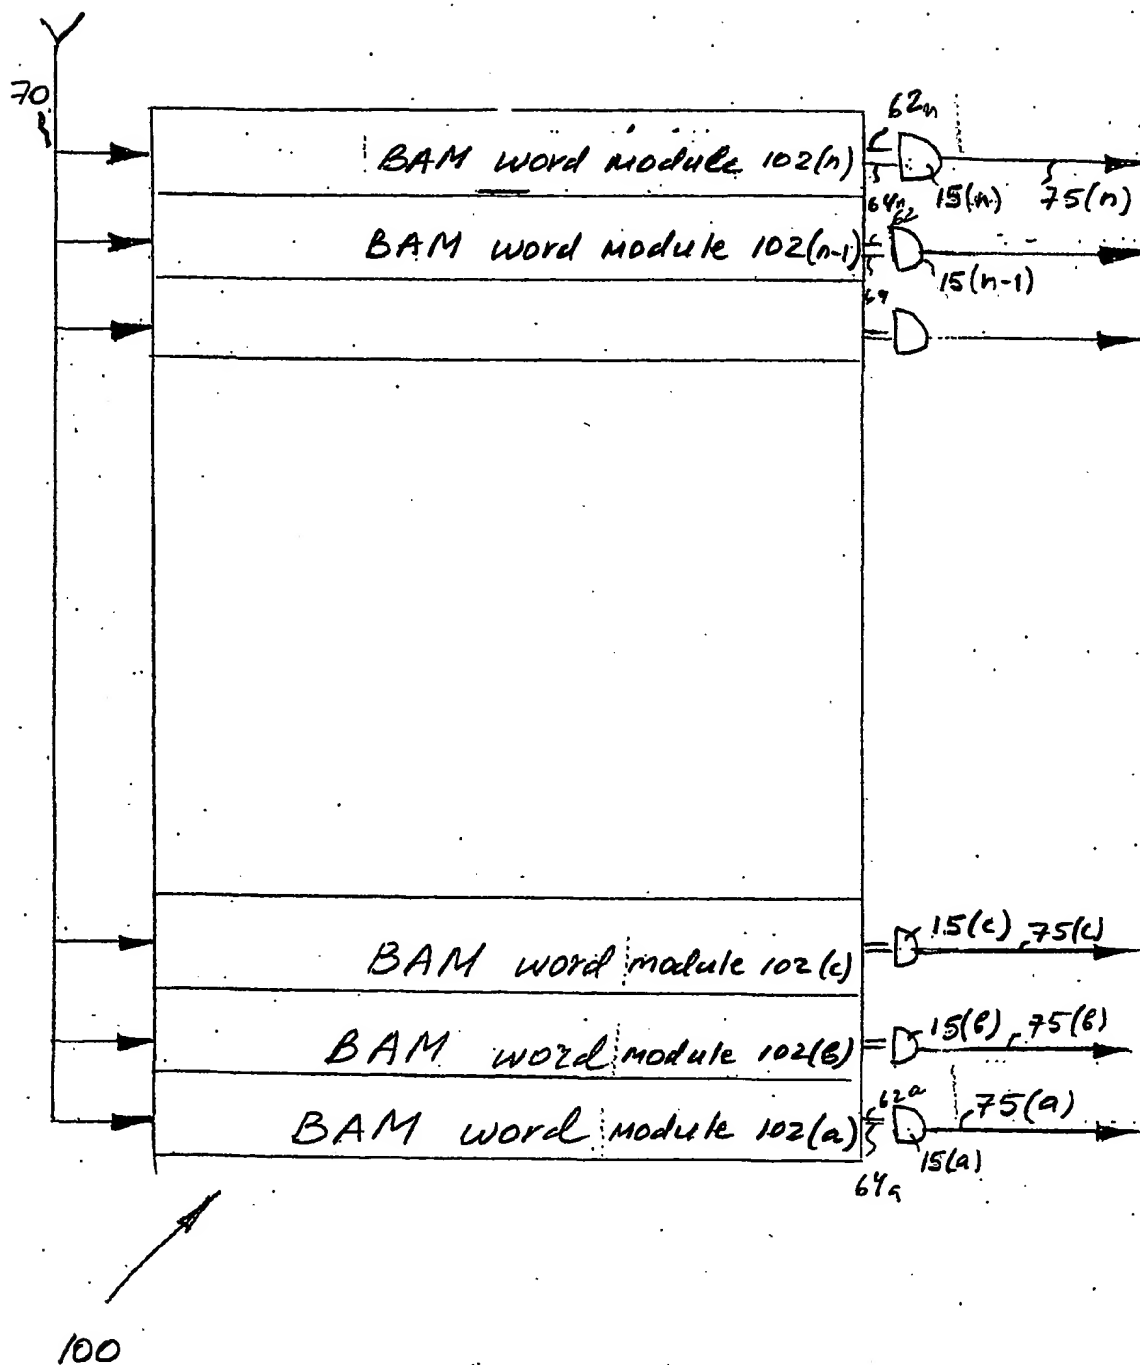 70
62n
BAM word module 102(n)
64n
15(n)
75(n)
62
BAM word module 102(n-1)
15(n-1)
BAM word module 102(c)
15(c)
75(c)
BAM word module 102(b)
15(b)
75(b)
62a
BAM word module 102(a)
75(a)
15(a)
64a
100